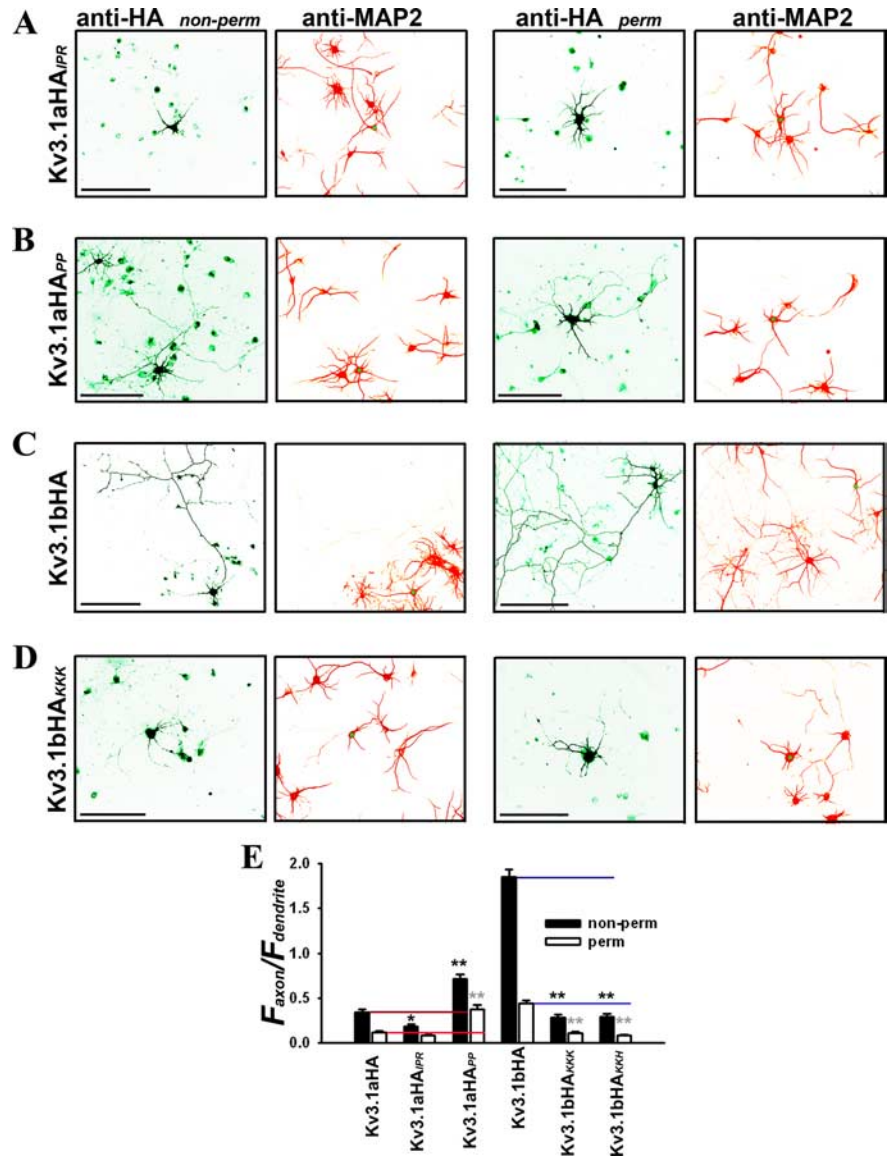 A
anti-HA non-perm anti-MAP2 anti-HA perm anti-MAP2
Kv3.1aHAIPR
B
Kv3.1aHAPP
C
Kv3.1bHA
D
Kv3.1bHAKKK
E
Faxon/Fdendrite
2.0
1.5
1.0
0.5
0.0
non-perm
perm
*
**
**
**
**
**
**
Kv3.1aHA
Kv3.1aHAIPR
Kv3.1aHAPP
Kv3.1bHA
Kv3.1bHAKKK
Kv3.1bHAKKH